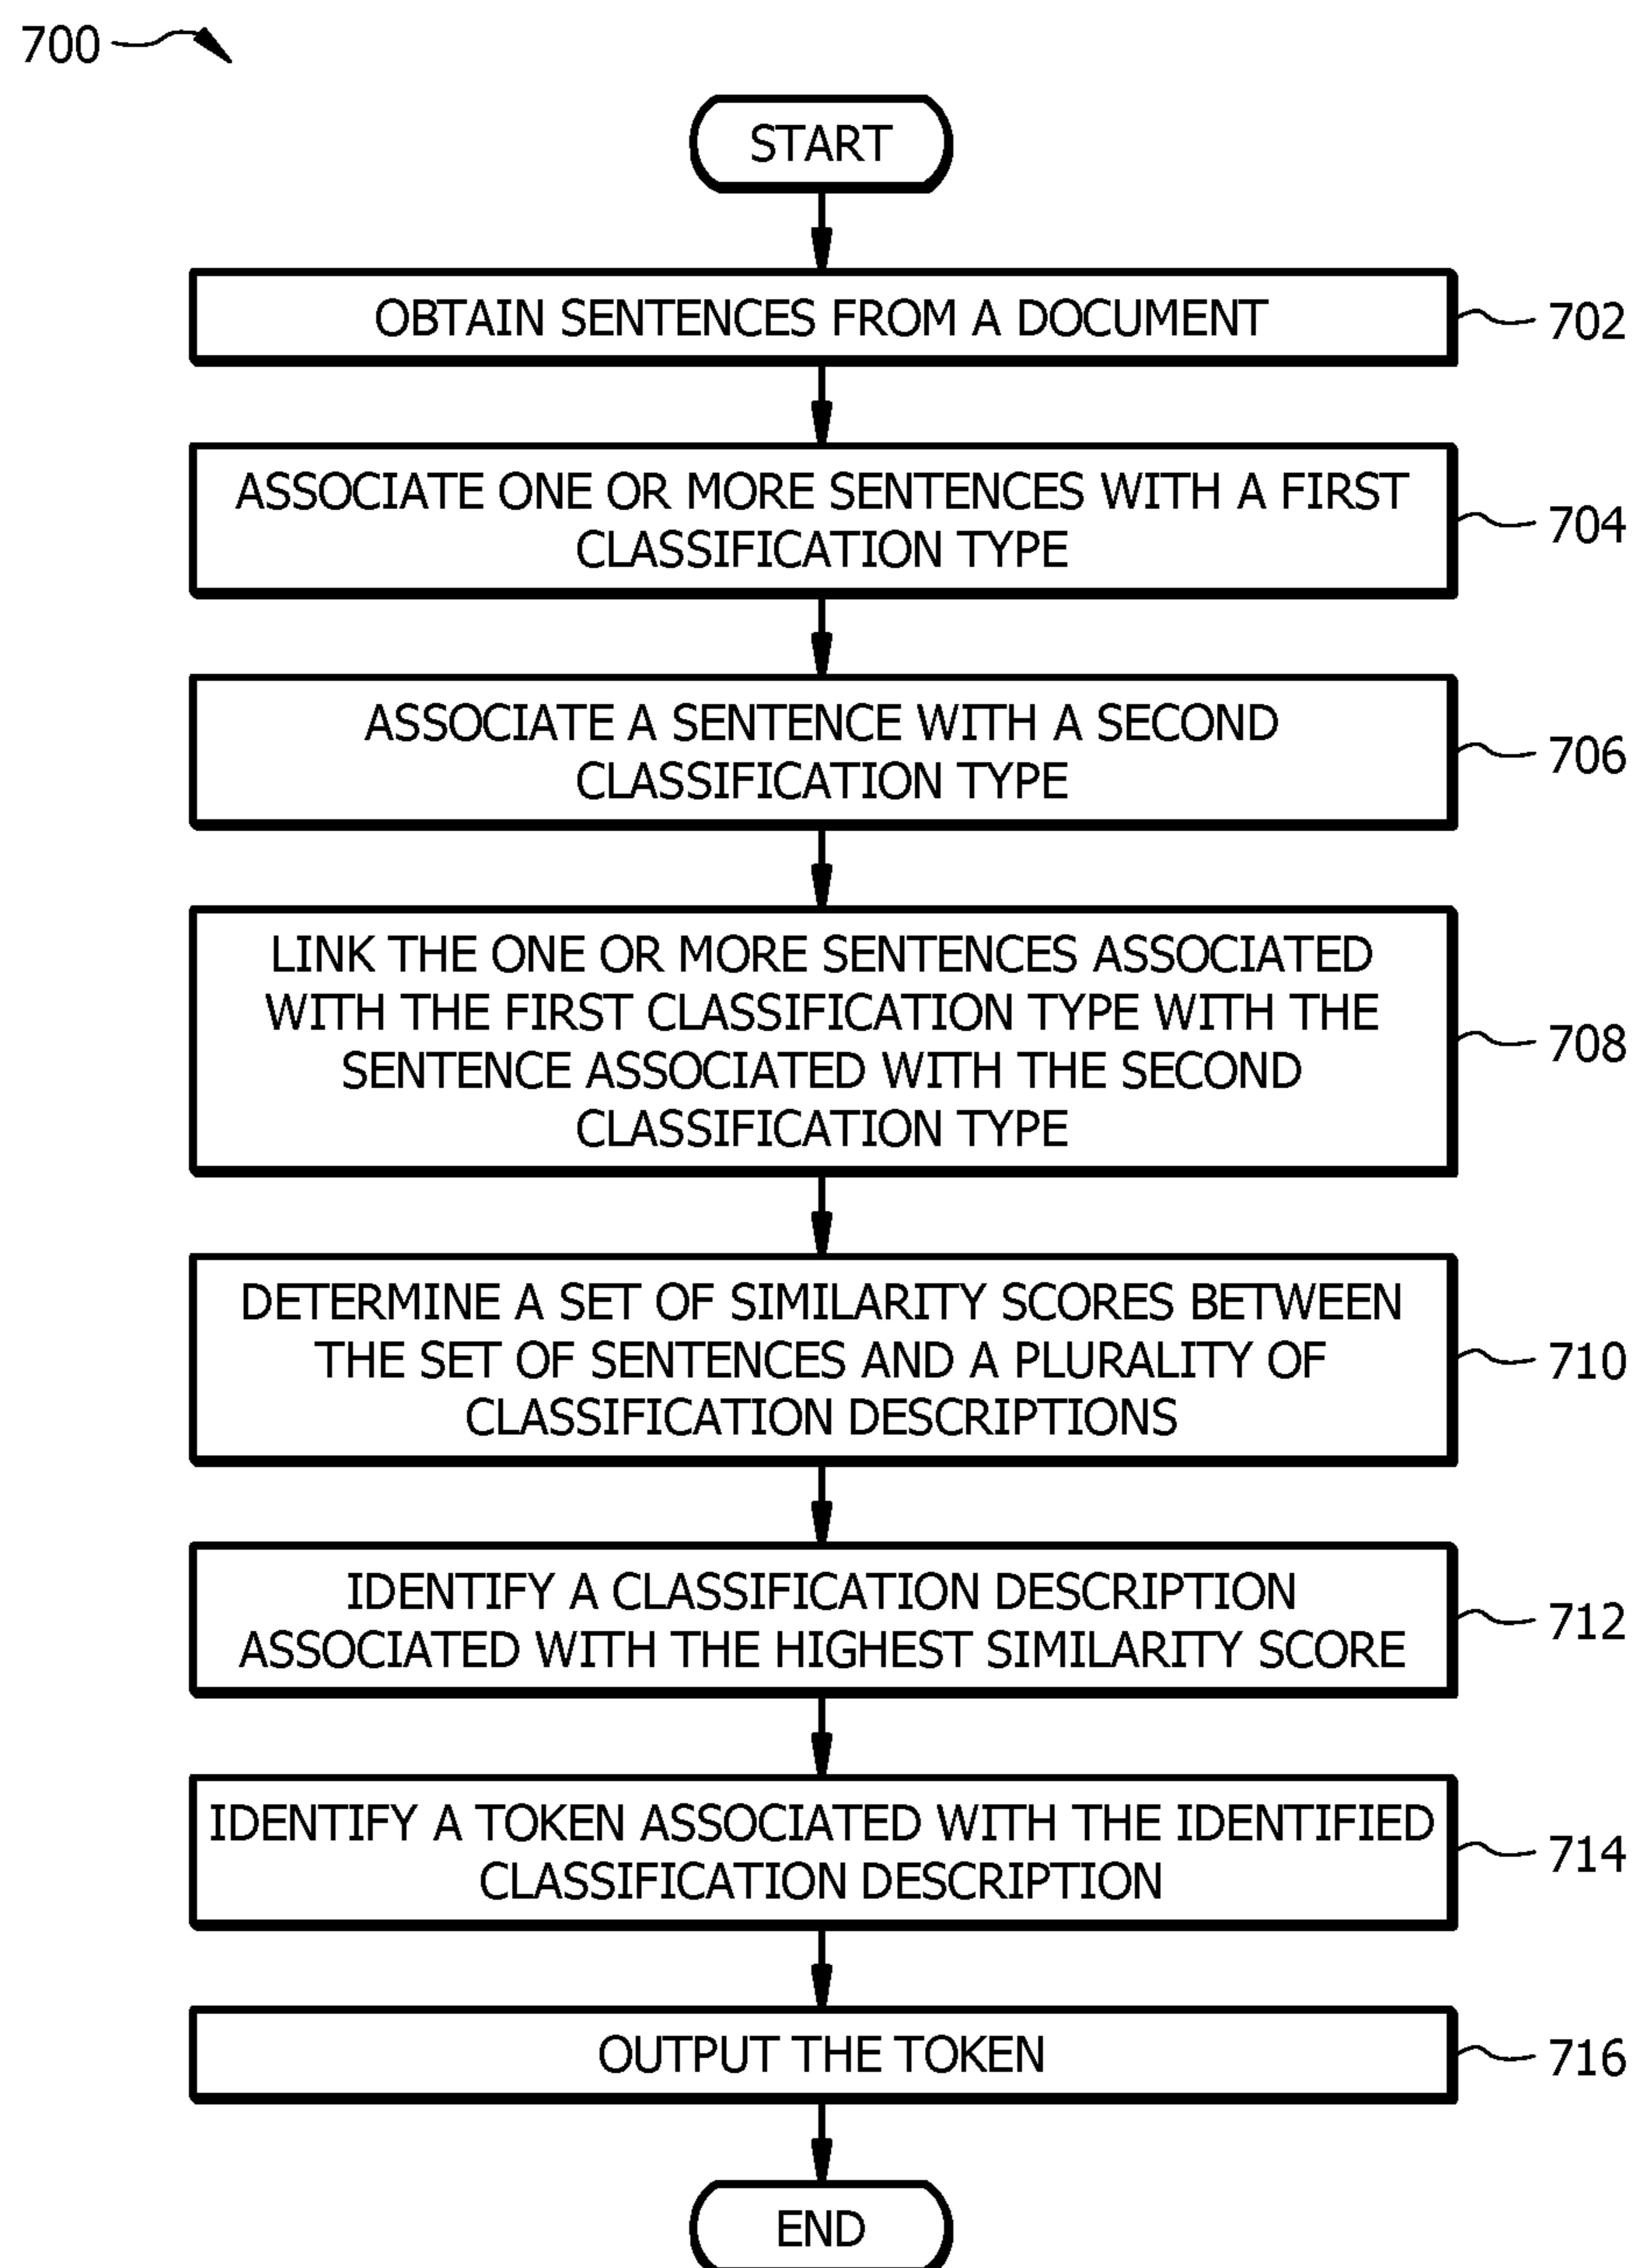 700
START
OBTAIN SENTENCES FROM A DOCUMENT
702
ASSOCIATE ONE OR MORE SENTENCES WITH A FIRST
CLASSIFICATION TYPE
704
ASSOCIATE A SENTENCE WITH A SECOND
CLASSIFICATION TYPE
706
LINK THE ONE OR MORE SENTENCES ASSOCIATED
WITH THE FIRST CLASSIFICATION TYPE WITH THE
SENTENCE ASSOCIATED WITH THE SECOND
CLASSIFICATION TYPE
708
DETERMINE A SET OF SIMILARITY SCORES BETWEEN
THE SET OF SENTENCES AND A PLURALITY OF
CLASSIFICATION DESCRIPTIONS
710
IDENTIFY A CLASSIFICATION DESCRIPTION
ASSOCIATED WITH THE HIGHEST SIMILARITY SCORE
712
IDENTIFY A TOKEN ASSOCIATED WITH THE IDENTIFIED
CLASSIFICATION DESCRIPTION
714
OUTPUT THE TOKEN
716
END